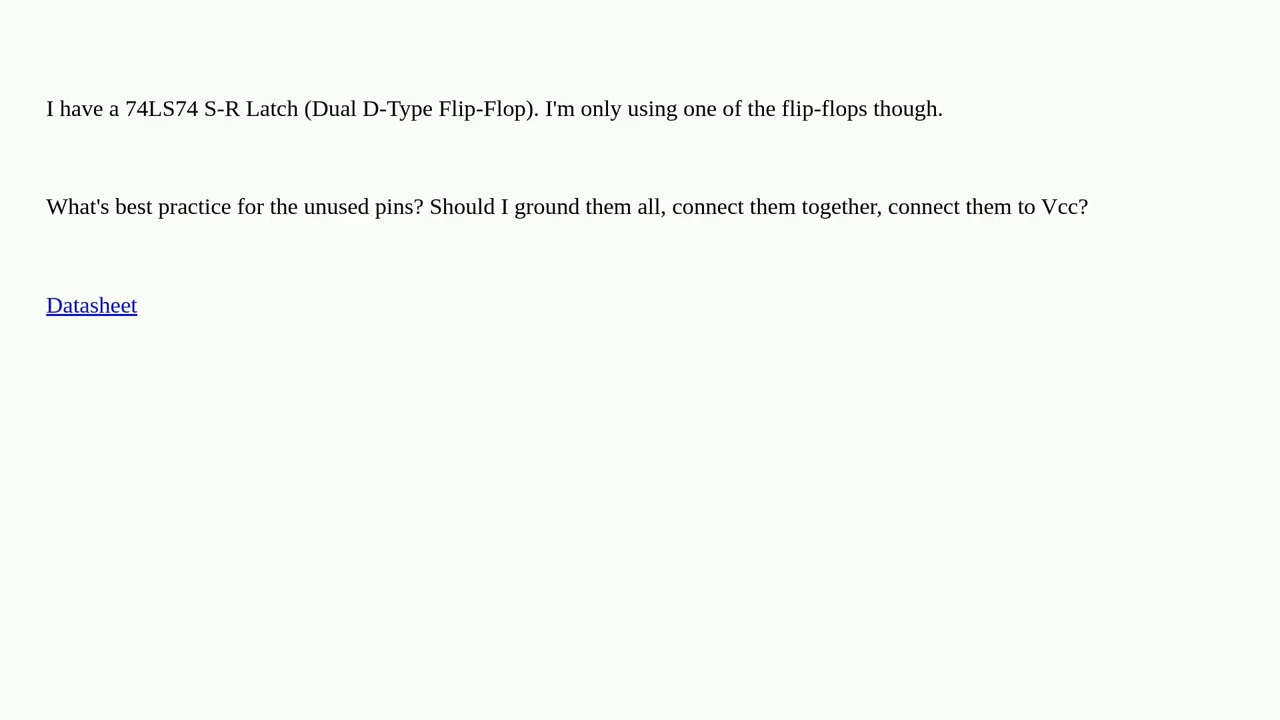 I have a 74LS74 S-R Latch (Dual D-Type Flip-Flop). I'm only using one of the flip-flops though.
What's best practice for the unused pins? Should I ground them all, connect them together, connect them to Vcc?
Datasheet